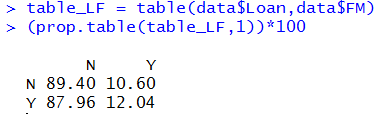 > table_LF = table(data$Loan,data$FM)
> (prop.table(table_LF,1))*100
N Y
N 89.40 10.60
Y 87.96 12.04